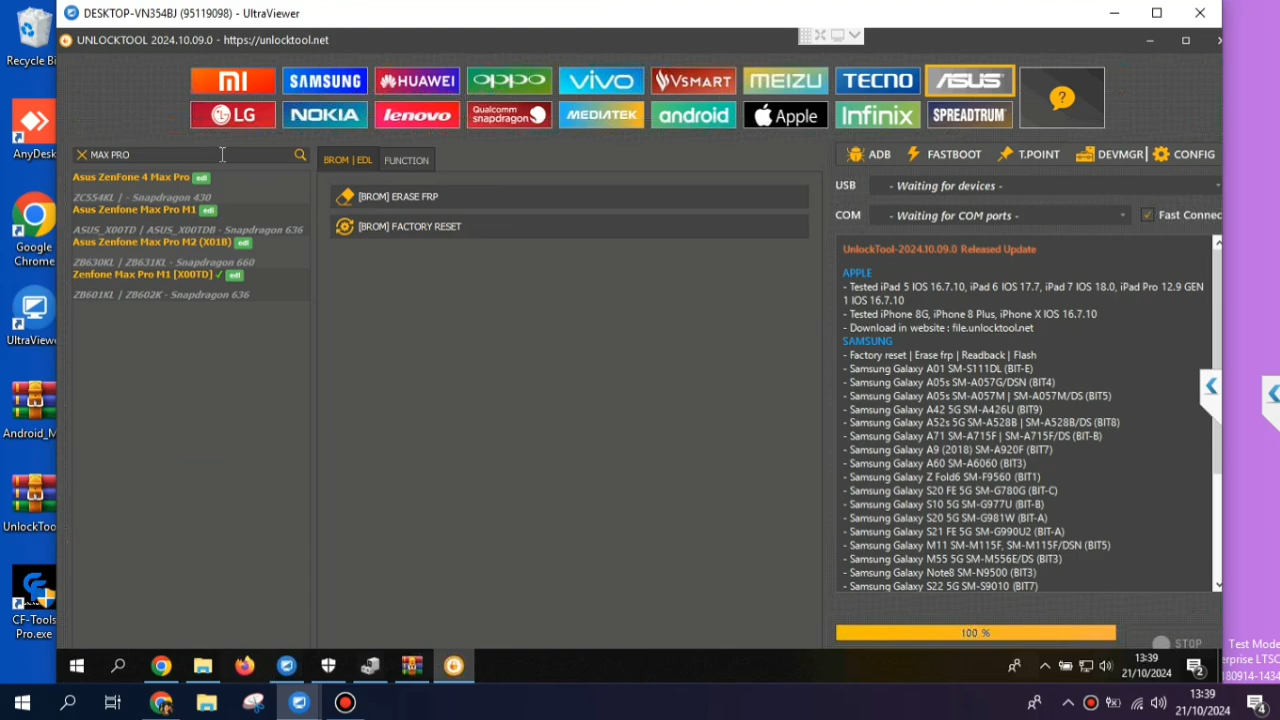 DESKTOP-VN354BJ (95119098) - UltraViewer
UNLOCKTOOL 2024.10.09.0 - https://unlocktool.net
mi SAMSUNG HUAWEI oppo vivo VSMART MEIZU TECNO ASUS ?
LG NOKIA lenovo Qualcomm snapdragon MEDIATEK android Apple Infinix SPREADTRUM
MAX PRO
BROM | EDL FUNCTION
ADB FASTBOOT T.POINT DEVMGR CONFIG
Asus ZenFone 4 Max Pro edl
ZC554KL | - Snapdragon 430
Asus Zenfone Max Pro M1 edl
ASUS_X00TD | ASUS_X00TDB - Snapdragon 636
Asus Zenfone Max Pro M2 (X01B) edl
ZB630KL | ZB631KL - Snapdragon 660
Zenfone Max Pro M1 [X00TD] ✓ edl
ZB601KL | ZB602K - Snapdragon 636
[BROM] ERASE FRP
[BROM] FACTORY RESET
USB - Waiting for devices -
COM - Waiting for COM ports - Fast Connec
UnlockTool-2024.10.09.0 Released Update
APPLE
- Tested iPad 5 IOS 16.7.10, iPad 6 IOS 17.7, iPad 7 IOS 18.0, iPad Pro 12.9 GEN
1 IOS 16.7.10
- Tested iPhone 8G, iPhone 8 Plus, iPhone X IOS 16.7.10
- Download in website : file.unlocktool.net
SAMSUNG
- Factory reset | Erase frp | Readback | Flash
- Samsung Galaxy A01 SM-S111DL (BIT-E)
- Samsung Galaxy A05s SM-A057G/DSN (BIT4)
- Samsung Galaxy A05s SM-A057M | SM-A057M/DS (BIT5)
- Samsung Galaxy A42 5G SM-A426U (BIT9)
- Samsung Galaxy A52s 5G SM-A528B | SM-A528B/DS (BIT8)
- Samsung Galaxy A71 SM-A715F | SM-A715F/DS (BIT-B)
- Samsung Galaxy A9 (2018) SM-A920F (BIT7)
- Samsung Galaxy A60 SM-A6060 (BIT3)
- Samsung Galaxy Z Fold6 SM-F9560 (BIT1)
- Samsung Galaxy S20 FE 5G SM-G780G (BIT-C)
- Samsung Galaxy S10 5G SM-G977U (BIT-B)
- Samsung Galaxy S20 5G SM-G981W (BIT-A)
- Samsung Galaxy S21 FE 5G SM-G990U2 (BIT-A)
- Samsung Galaxy M11 SM-M115F, SM-M115F/DSN (BIT5)
- Samsung Galaxy M55 5G SM-M556E/DS (BIT3)
- Samsung Galaxy Note8 SM-N9500 (BIT3)
- Samsung Galaxy S22 5G SM-S9010 (BIT7)
100 %
STOP
Recycle Bi
AnyDesk
Google
Chrome
UltraViewer
Android_M
UnlockToo
CF-Tools
Pro.exe
Test Mode
erprise LTSC
180914-1434
13:39
21/10/2024
2
13:39
21/10/2024
4